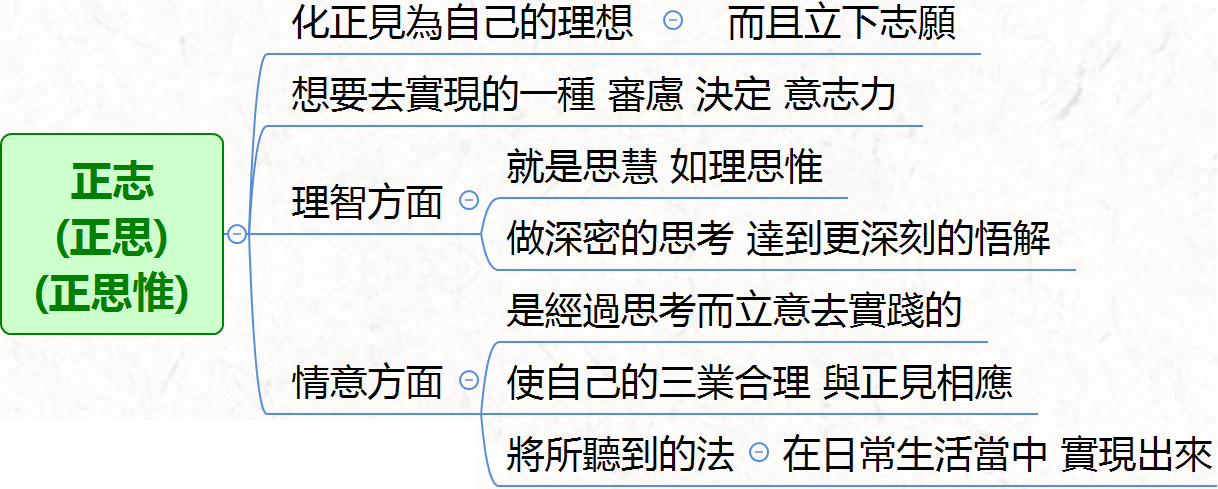 化正見為自己的理想 而且立下志願
想要去實現的一種 審慮 決定 意志力
正志
(正思)
(正思惟)
理智方面
就是思慧 如理思惟
做深密的思考 達到更深刻的悟解
情意方面
是經過思考而立意去實踐的
使自己的三業合理 與正見相應
將所聽到的法 在日常生活當中 實現出來